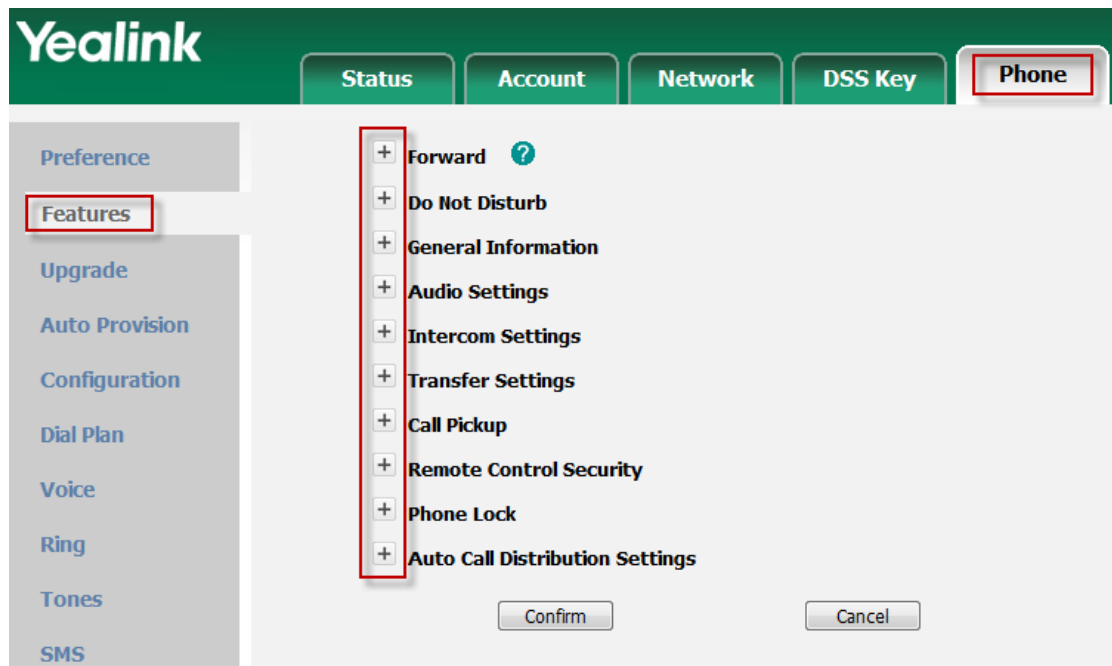 Yealink
Status Account Network DSS Key Phone
Preference
Features
Upgrade
Auto Provision
Configuration
Dial Plan
Voice
Ring
Tones
SMS
+ Forward ?
+ Do Not Disturb
+ General Information
+ Audio Settings
+ Intercom Settings
+ Transfer Settings
+ Call Pickup
+ Remote Control Security
+ Phone Lock
+ Auto Call Distribution Settings
Confirm Cancel